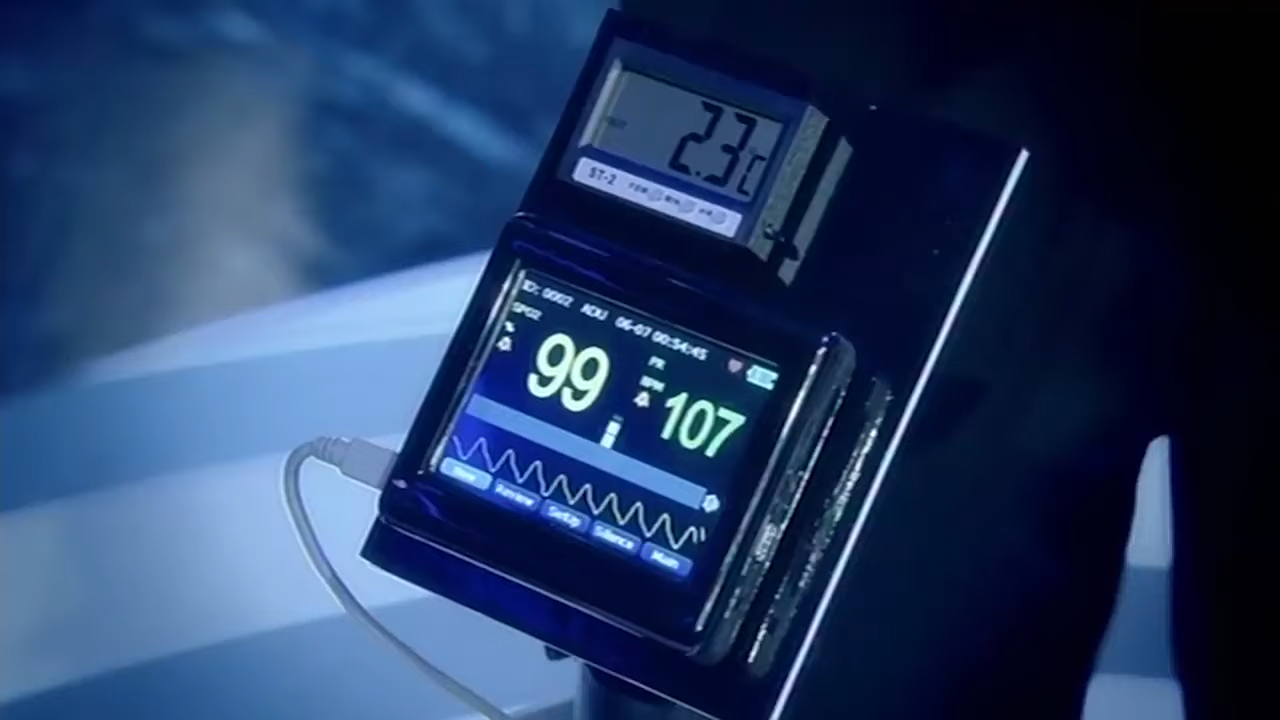 2.3C
ST-2
ID: 0002 ADU 06-07 00:54:45
SPO2
%
99
PR
BPM
107
Review
SetUp
Silence
Main